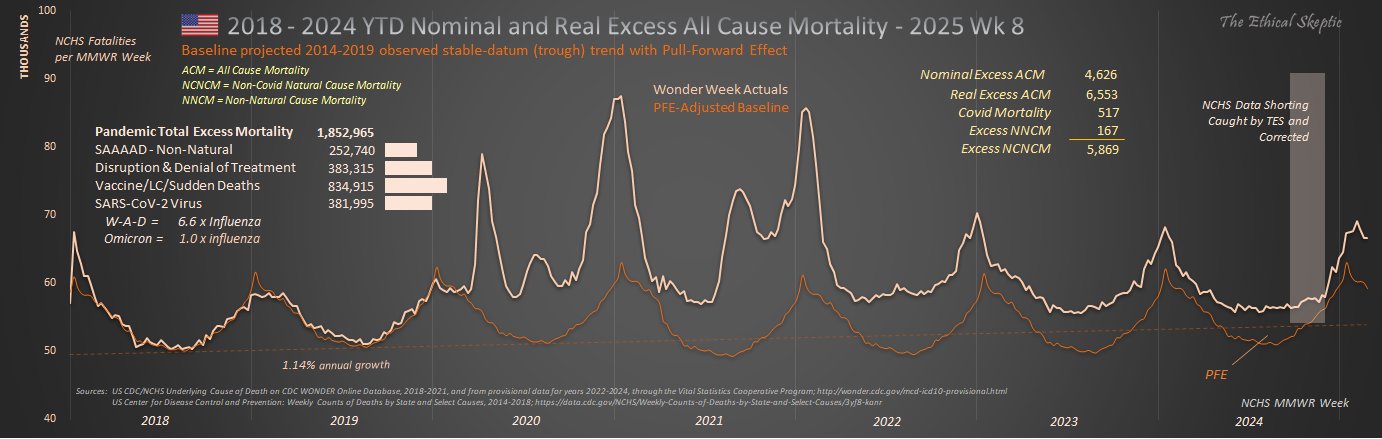 2018 - 2024 YTD Nominal and Real Excess All Cause Mortality - 2025 Wk 8
The Ethical Skeptic
Baseline projected 2014-2019 observed stable-datum (trough) trend with Pull-Forward Effect
THOUSANDS
NCHS Fatalities
per MMWR Week
ACM = All Cause Mortality
NCNCM = Non-Covid Natural Cause Mortality
NNCM = Non-Natural Cause Mortality
Wonder Week Actuals
PFE-Adjusted Baseline
Nominal Excess ACM 4,626
Real Excess ACM 6,553
Covid Mortality 517
Excess NNCM 167
Excess NCNCM 5,869
NCHS Data Shorting
Caught by TES and
Corrected
Pandemic Total Excess Mortality 1,852,965
SAAAAD - Non-Natural 252,740
Disruption & Denial of Treatment 383,315
Vaccine/LC/Sudden Deaths 834,915
SARS-CoV-2 Virus 381,995
W-A-D = 6.6 x Influenza
Omicron = 1.0 x influenza
100
90
80
70
60
50
40
1.14% annual growth
PFE
Sources: US CDC/NCHS Underlying Cause of Death on CDC WONDER Online Database, 2018-2021, and from provisional data for years 2022-2024, through the Vital Statistics Cooperative Program; http://wonder.cdc.gov/mcd-icd10-provisional.html
US Center for Disease Control and Prevention: Weekly Counts of Deaths by State and Select Causes, 2014-2018; https://data.cdc.gov/NCHS/Weekly-Counts-of-Deaths-by-State-and-Select-Causes/3yf8-kanr
NCHS MMWR Week
2018 2019 2020 2021 2022 2023 2024